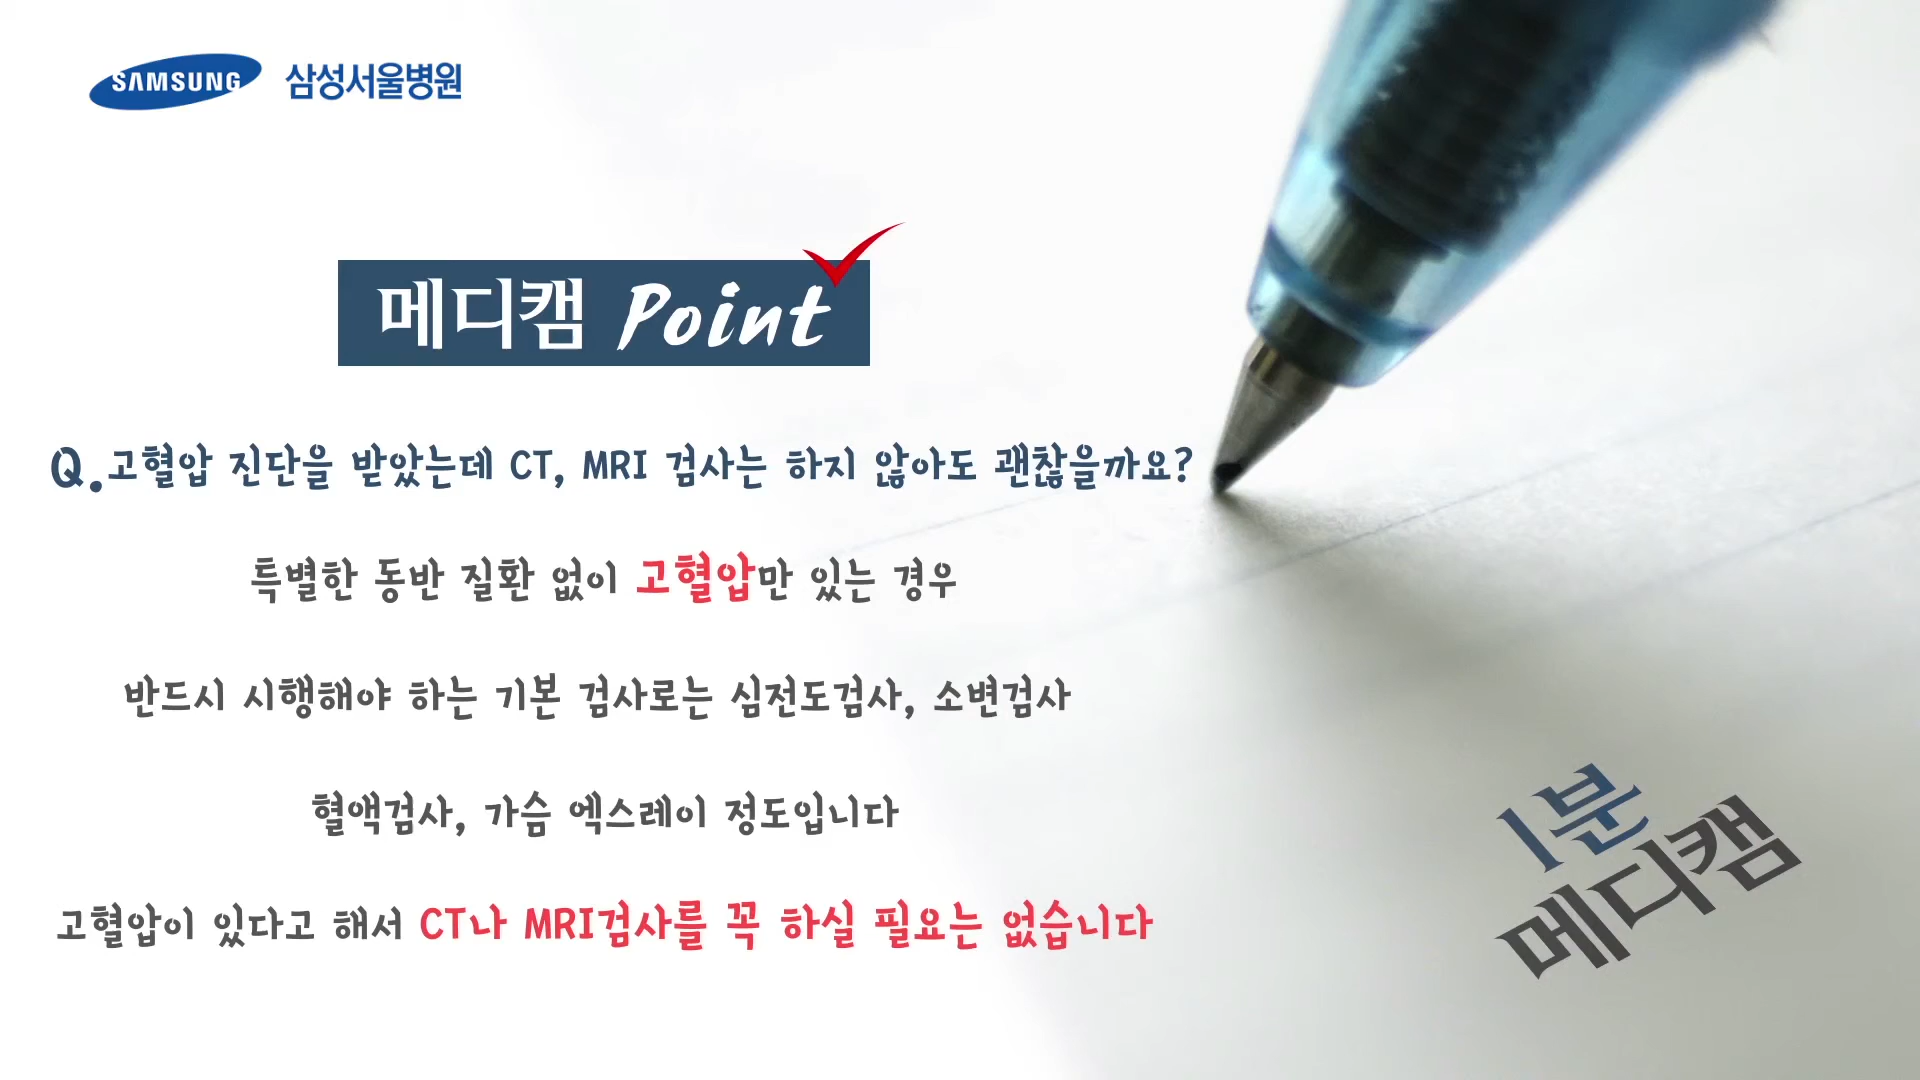 SAMSUNG 삼성서울병원
메디캠 Point
Q.고혈압 진단을 받았는데 CT, MRI 검사는 하지 않아도 괜찮을까요?
특별한 동반 질환 없이 고혈압만 있는 경우
반드시 시행해야 하는 기본 검사로는 심전도검사, 소변검사
혈액검사, 가슴 엑스레이 정도입니다
고혈압이 있다고 해서 CT나 MRI검사를 꼭 하실 필요는 없습니다
1분
메디캠